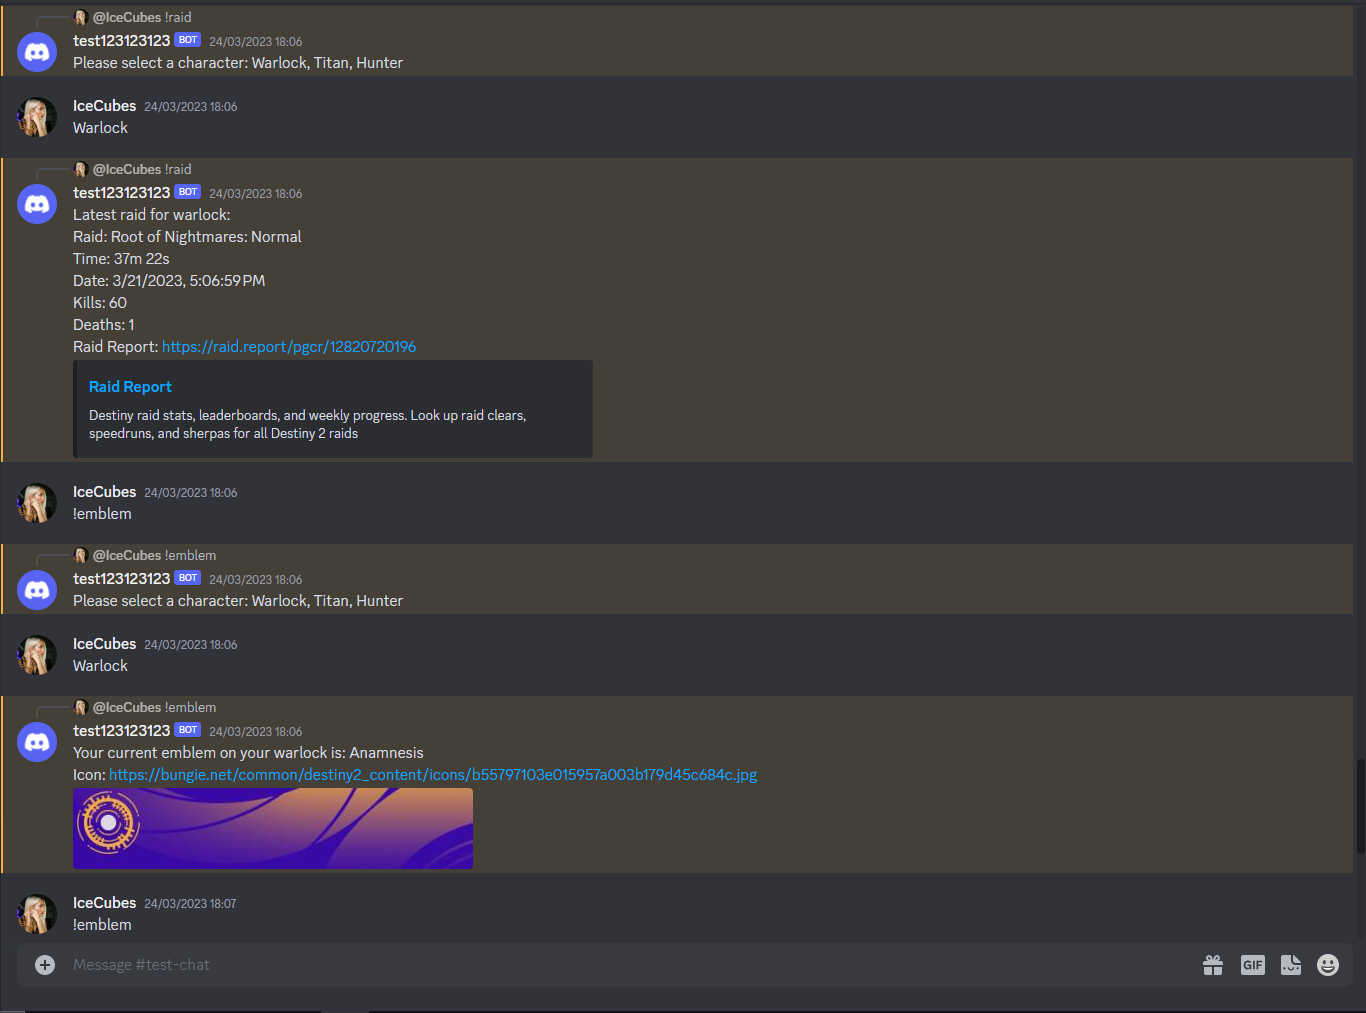 @IceCubes !raid
test123123123 BOT 24/03/2023 18:06
Please select a character: Warlock, Titan, Hunter
IceCubes 24/03/2023 18:06
Warlock
@IceCubes !raid
test123123123 BOT 24/03/2023 18:06
Latest raid for warlock:
Raid: Root of Nightmares: Normal
Time: 37m 22s
Date: 3/21/2023, 5:06:59 PM
Kills: 60
Deaths: 1
Raid Report: https://raid.report/pgcr/12820720196
Raid Report
Destiny raid stats, leaderboards, and weekly progress. Look up raid clears,
speedruns, and sherpas for all Destiny 2 raids
IceCubes 24/03/2023 18:06
!emblem
@IceCubes !emblem
test123123123 BOT 24/03/2023 18:06
Please select a character: Warlock, Titan, Hunter
IceCubes 24/03/2023 18:06
Warlock
@IceCubes !emblem
test123123123 BOT 24/03/2023 18:06
Your current emblem on your warlock is: Anamnesis
Icon: https://bungie.net/common/destiny2_content/icons/b55797103e015957a003b179d45c684c.jpg
IceCubes 24/03/2023 18:07
!emblem
Message #test-chat
GIF